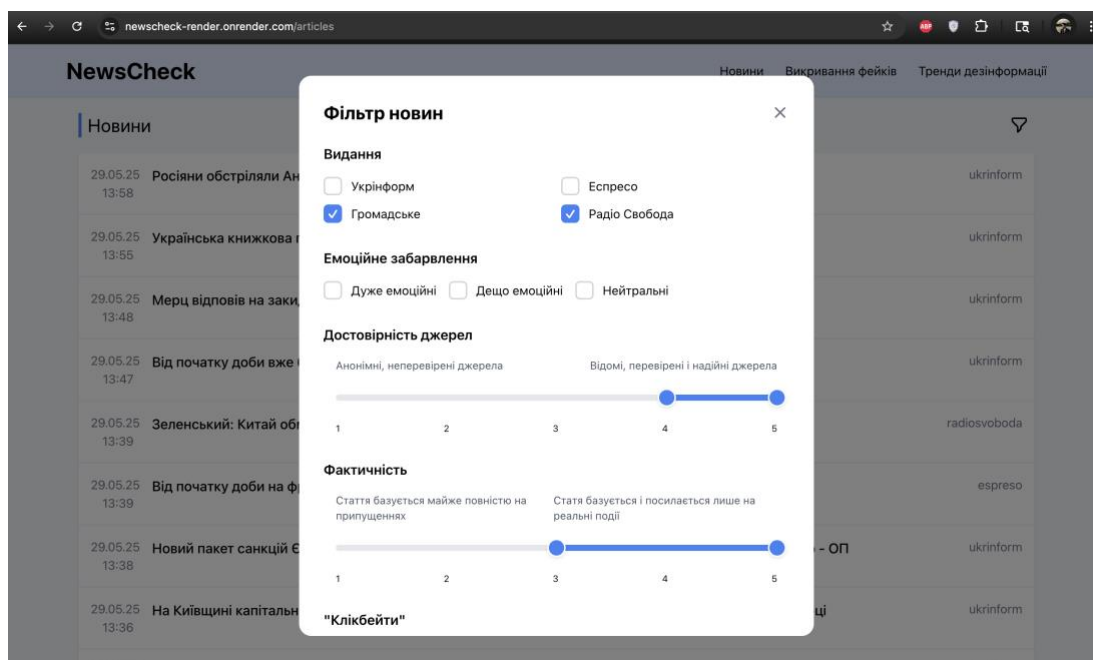 newscheck-render.onrender.com/articles
NewsCheck
Новини Викривання фейків Тренди дезінформації
Новини
Фільтр новин
Видання
Укрінформ Еспресо
Громадське Радіо Свобода
Емоційне забарвлення
Дуже емоційні Дещо емоційні Нейтральні
Достовірність джерел
Анонімні, неперевірені джерела Відомі, перевірені і надійні джерела
1 2 3 4 5
Фактичність
Стаття базується майже повністю на припущеннях
Статя базується і посилається лише на реальні події
1 2 3 4 5
"Клікбейти"
29.05.25 Росіяни обстріляли Ан ukrinform
13:58
29.05.25 Українська книжкова ukrinform
13:55
29.05.25 Мерц відповів на ukrinform
13:48
29.05.25 Від початку доби вже ukrinform
13:47
29.05.25 Зеленський: Китай radiosvoboda
13:39
29.05.25 Від початку доби на espreso
13:39
29.05.25 Новий пакет санкцій Є - ОП ukrinform
13:38
29.05.25 На Київщині ukrinform
13:36
ABP